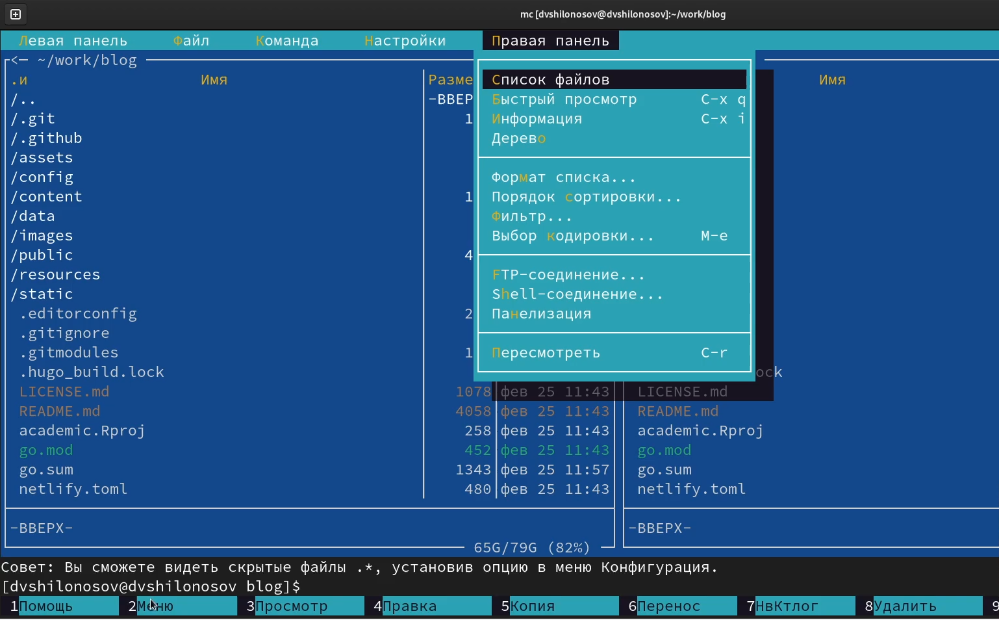 mc [dvshilonosov@dvshilonosov]:~/work/blog
Левая панель Файл Команда Настройки Правая панель
<— ~/work/blog
.и Имя Разме Список файлов Имя
/.. -ВВЕР Быстрый просмотр C-x q
/.git 1 Информация C-x i
/.github Дерево
/assets
/config Формат списка...
/content 1 Порядок сортировки...
/data Фильтр...
/images Выбор кодировки... M-e
/public 4
/resources FTP-соединение...
/static Shell-соединение...
.editorconfig 2 Панелизация
.gitignore
.gitmodules 1 Пересмотреть C-r
.hugo_build.lock ock
LICENSE.md 1078 фев 25 11:43 LICENSE.md
README.md 4058 фев 25 11:43 README.md
academic.Rproj 258 фев 25 11:43 academic.Rproj
go.mod 452 фев 25 11:43 go.mod
go.sum 1343 фев 25 11:57 go.sum
netlify.toml 480 фев 25 11:43 netlify.toml
-ВВЕРХ- -ВВЕРХ-
65G/79G (82%)
Совет: Вы сможете видеть скрытые файлы .*, установив опцию в меню Конфигурация.
[dvshilonosov@dvshilonosov blog]$
1Помощь 2Меню 3Просмотр 4Правка 5Копия 6Перенос 7НвКтлог 8Удалить 9